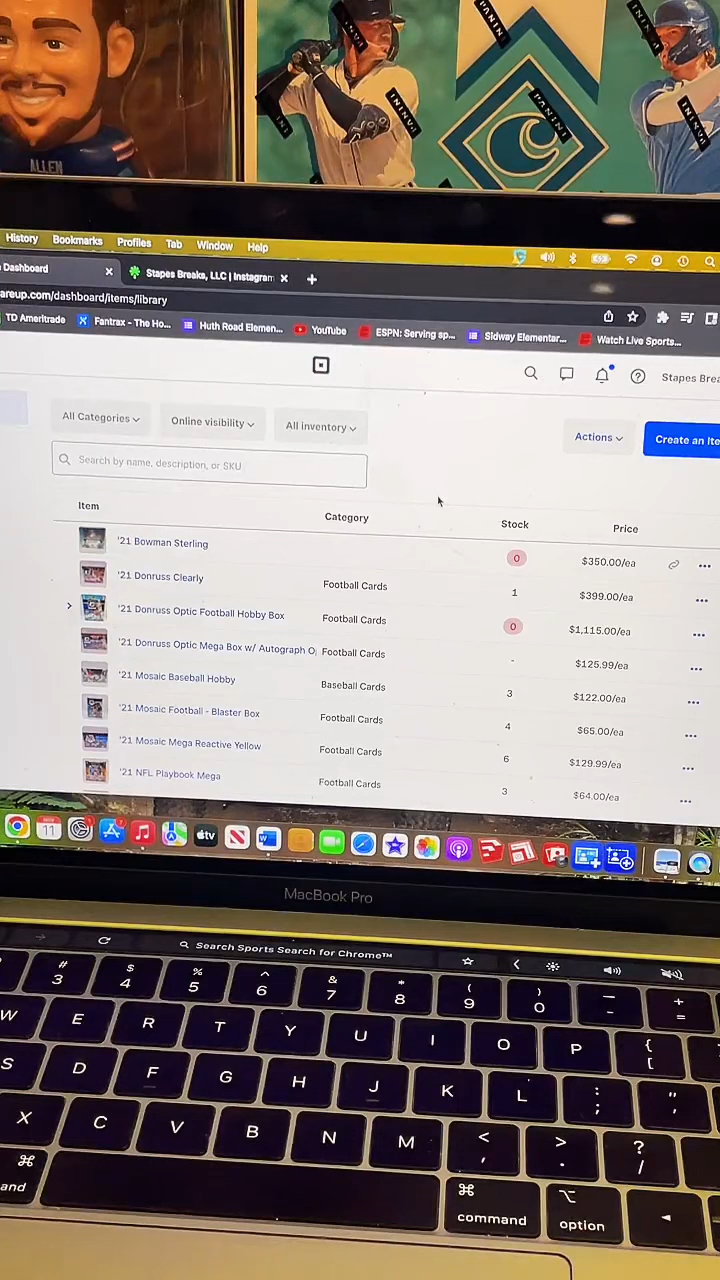 PANINI
PANINI
PANINI
PANINI
ALLEN
History Bookmarks Profiles Tab Window Help
Dashboard
Stapes Breaks, LLC | Instagram
areup.com/dashboard/items/library
TD Ameritrade Fantrax - The Ho... Huth Road Elemen... YouTube ESPN: Serving sp... Sidway Elementar... Watch Live Sports...
Stapes Brea
All Categories Online visibility All inventory Actions Create an Ite
Search by name, description, or SKU
Item Category Stock Price
'21 Bowman Sterling 0 $350.00/ea
'21 Donruss Clearly Football Cards 1 $399.00/ea
'21 Donruss Optic Football Hobby Box Football Cards 0 $1,115.00/ea
'21 Donruss Optic Mega Box w/ Autograph O Football Cards - $125.99/ea
'21 Mosaic Baseball Hobby Baseball Cards 3 $122.00/ea
'21 Mosaic Football - Blaster Box Football Cards 4 $65.00/ea
'21 Mosaic Mega Reactive Yellow Football Cards 6 $129.99/ea
'21 NFL Playbook Mega Football Cards 3 $64.00/ea
11 tv
MacBook Pro
Search Sports Search for Chrome™
# $ % ^ & * ( ) — +
3 4 5 6 7 8 9 0 - =
W E R T Y U I O P { [
S D F G H J K L : ; " '
X C V B N M < , > . ? /
⌘ ⌘ ⌥
and command option